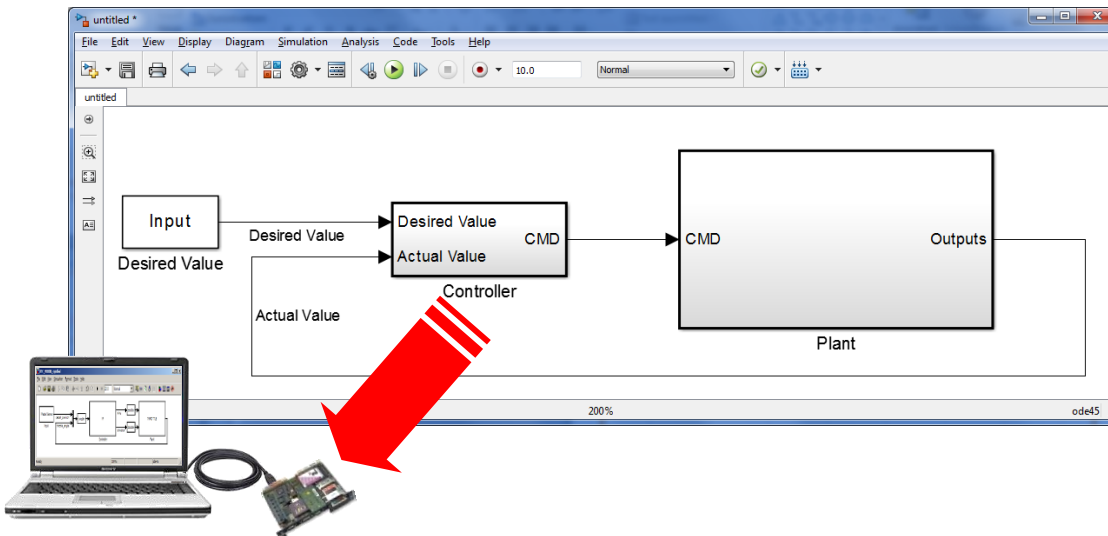 untitled *
File Edit View Display Diagram Simulation Analysis Code Tools Help
10.0 Normal
untitled
Input
Desired Value
Desired Value
Desired Value
Actual Value
CMD
Controller
Actual Value
CMD
Outputs
Plant
200%
ode45
SONY